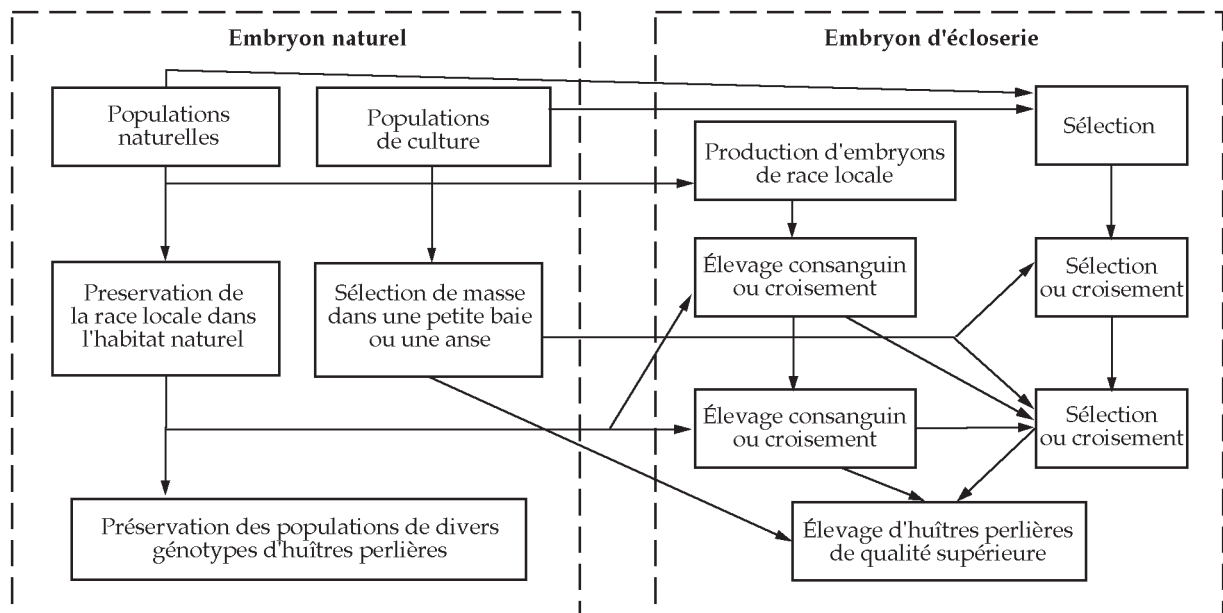 Embryon naturel
Populations
naturelles
Populations
de culture
Preservation de
la race locale dans
l'habitat naturel
Sélection de masse
dans une petite baie
ou une anse
Préservation des populations de divers
génotypes d'huîtres perlières
Embryon d'écloserie
Production d'embryons
de race locale
Sélection
Élevage consanguin
ou croisement
Sélection
ou croisement
Élevage consanguin
ou croisement
Sélection
ou croisement
Élevage d'huîtres perlières
de qualité supérieure